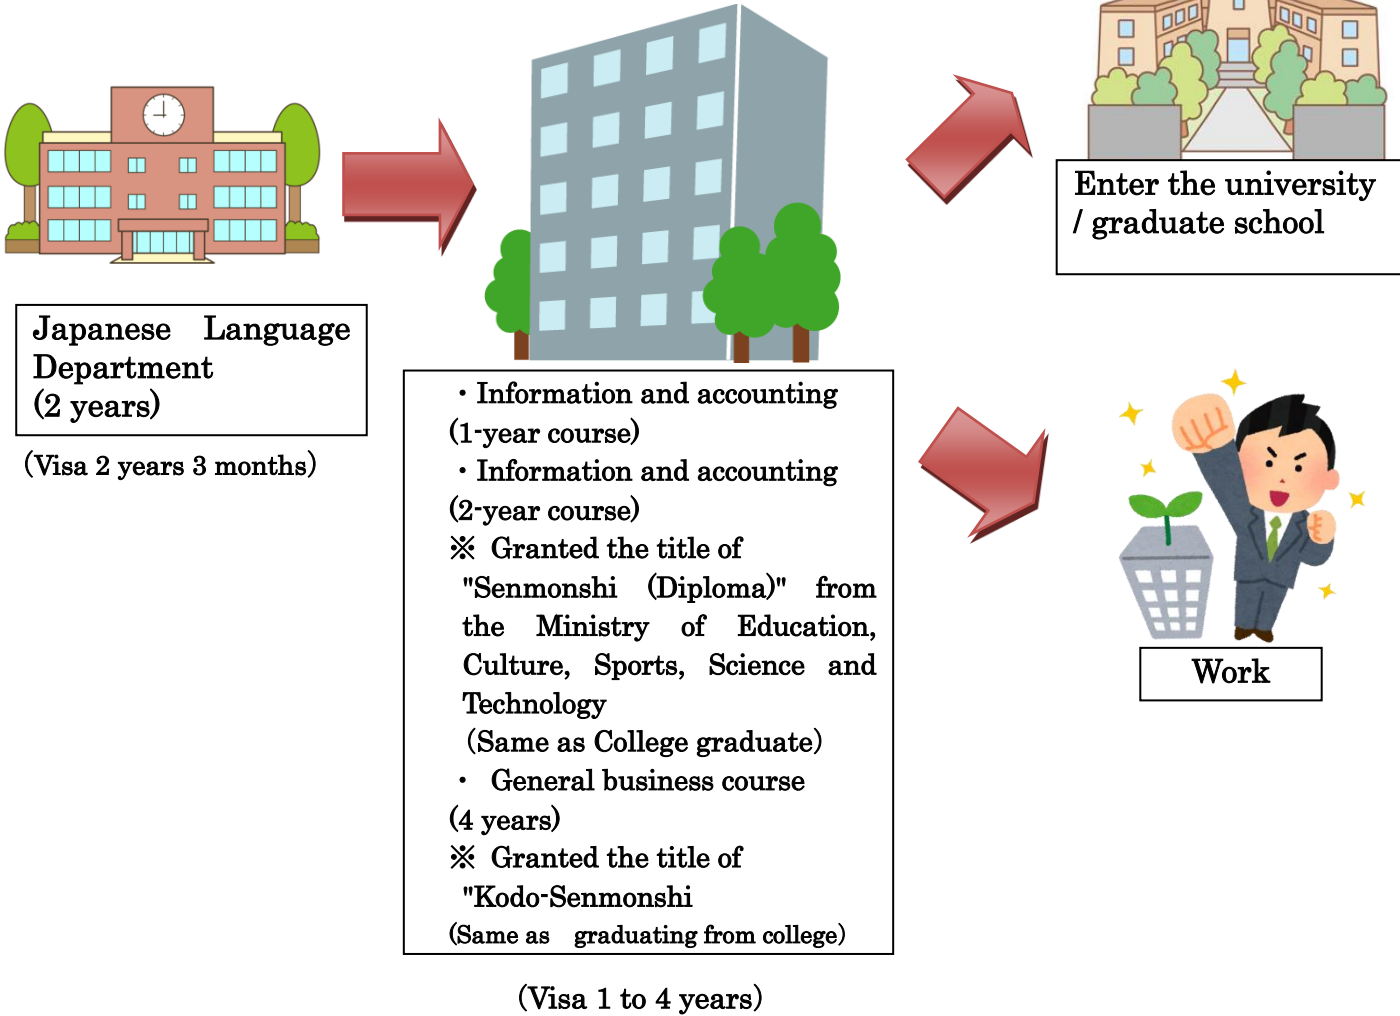 Japanese Language
Department
(2 years)
(Visa 2 years 3 months)
・Information and accounting
(1-year course)
・Information and accounting
(2-year course)
※ Granted the title of
"Senmonshi (Diploma)" from
the Ministry of Education,
Culture, Sports, Science and
Technology
(Same as College graduate)
・ General business course
(4 years)
※ Granted the title of
"Kodo-Senmonshi
(Same as graduating from college)
(Visa 1 to 4 years)
Enter the university
/ graduate school
Work